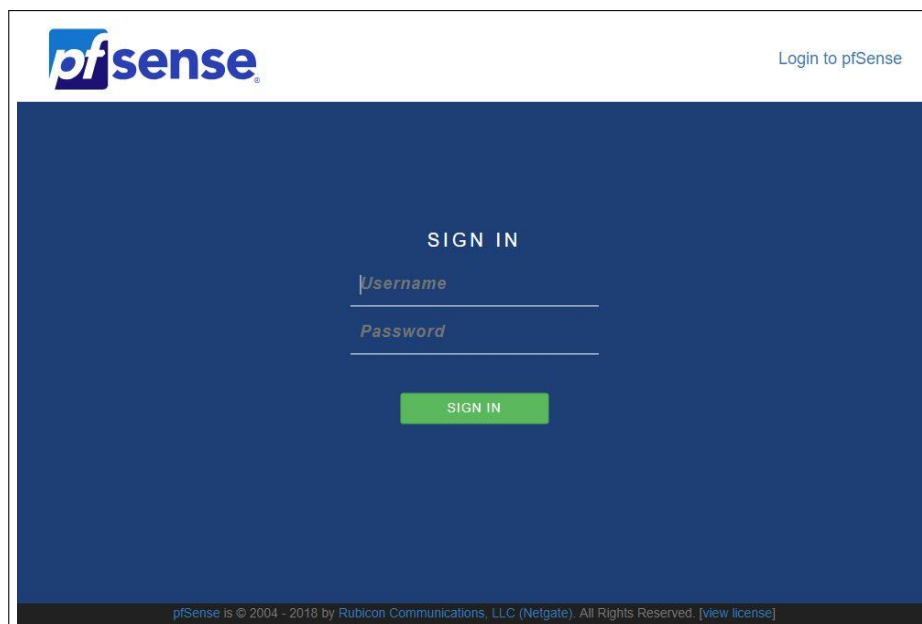 pfsense®
Login to pfSense
SIGN IN
Username
Password
SIGN IN
pfSense is © 2004 - 2018 by Rubicon Communications, LLC (Netgate). All Rights Reserved. [view license]